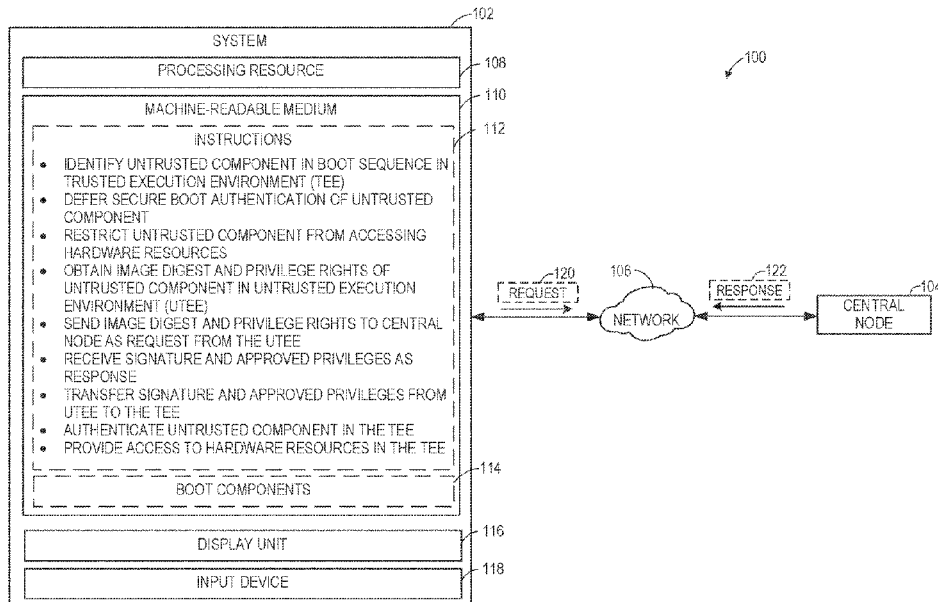 102
SYSTEM
PROCESSING RESOURCE
108
100
110
MACHINE-READABLE MEDIUM
INSTRUCTIONS
112
• IDENTIFY UNTRUSTED COMPONENT IN BOOT SEQUENCE IN
TRUSTED EXECUTION ENVIRONMENT (TEE)
• DEFER SECURE BOOT AUTHENTICATION OF UNTRUSTED
COMPONENT
• RESTRICT UNTRUSTED COMPONENT FROM ACCESSING
HARDWARE RESOURCES
• OBTAIN IMAGE DIGEST AND PRIVILEGE RIGHTS OF
UNTRUSTED COMPONENT IN UNTRUSTED EXECUTION
ENVIRONMENT (UTEE)
• SEND IMAGE DIGEST AND PRIVILEGE RIGHTS TO CENTRAL
NODE AS REQUEST FROM THE UTEE
• RECEIVE SIGNATURE AND APPROVED PRIVILEGES AS
RESPONSE
• TRANSFER SIGNATURE AND APPROVED PRIVILEGES FROM
UTEE TO THE TEE
• AUTHENTICATE UNTRUSTED COMPONENT IN THE TEE
• PROVIDE ACCESS TO HARDWARE RESOURCES IN THE TEE
114
BOOT COMPONENTS
116
DISPLAY UNIT
118
INPUT DEVICE
120
REQUEST
106
NETWORK
122
RESPONSE
104
CENTRAL
NODE